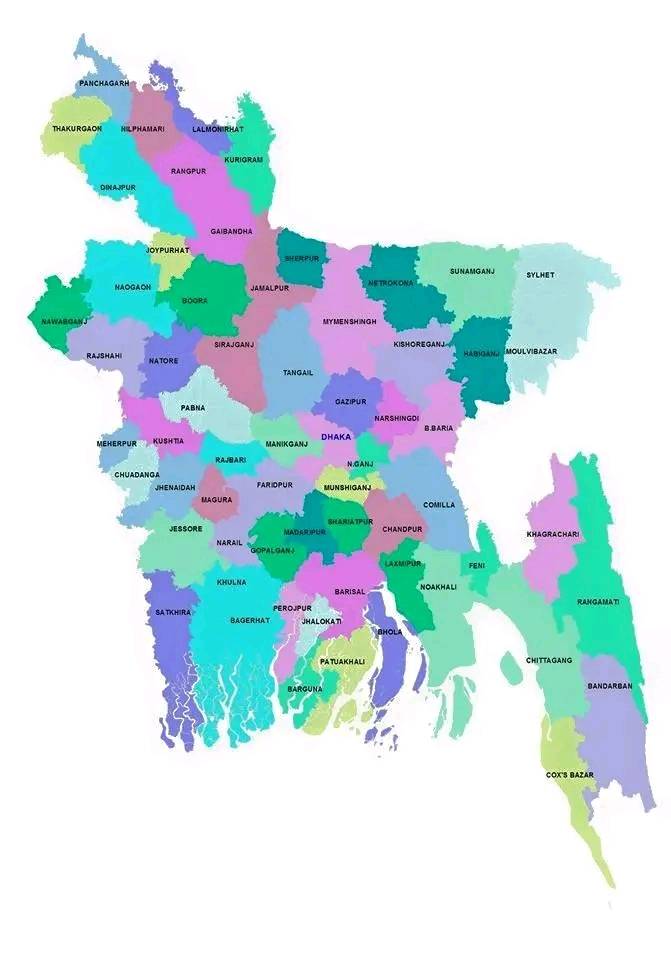 PANCHAGARH
THAKURGAON
NILPHAMARI
LALMONIRHAT
KURIGRAM
RANGPUR
DINAJPUR
GAIBANDHA
JOYPURHAT
SHERPUR
SUNAMGANJ
SYLHET
NETROKONA
NAOGAON
BOGRA
JAMALPUR
NAWABGANJ
MYMENSHINGH
SIRAJGANJ
KISHOREGANJ
HABIGANJ
MOULVIBAZAR
RAJSHAHI
NATORE
TANGAIL
GAZIPUR
PABNA
NARSHINGDI
B.BARIA
DHAKA
KUSHTIA
MEHERPUR
MANIKGANJ
RAJBARI
N.GANJ
CHUADANGA
JHENAIDAH
FARIDPUR
MUNSHIGANJ
MAGURA
COMILLA
JESSORE
SHARIATPUR
CHANDPUR
MADARIPUR
KHAGRACHARI
NARAIL
GOPALGANJ
LAXMIPUR
FENI
KHULNA
NOAKHALI
BARISAL
RANGAMATI
SATKHIRA
PEROJPUR
BAGERHAT
JHALOKATI
BHOLA
PATUAKHALI
CHITTAGANG
BARGUNA
BANDARBAN
COX'S BAZAR